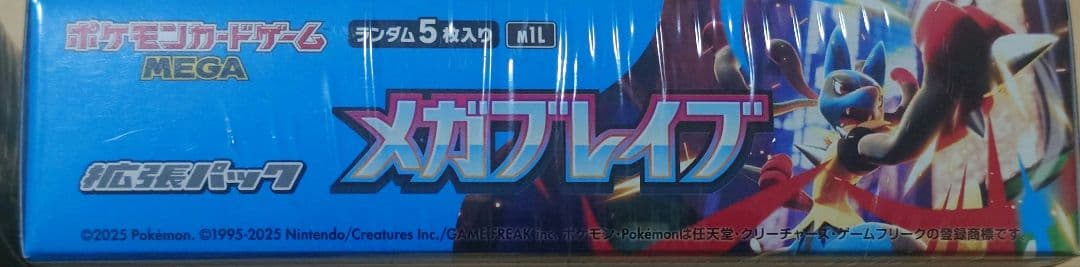 ポケモンカードゲーム
MEGA
ランダム5枚入り M1L
メガブレイブ
拡張パック
©2025 Pokémon. ©1995-2025 Nintendo/Creatures Inc./GAME FREAK inc. ポケモン・Pokémonは任天堂・クリーチャーズ・ゲームフリークの登録商標です。